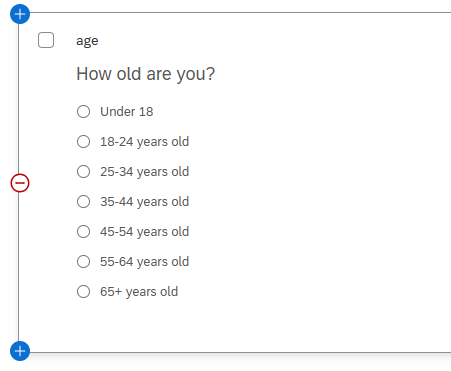 age
How old are you?
Under 18
18-24 years old
25-34 years old
35-44 years old
45-54 years old
55-64 years old
65+ years old